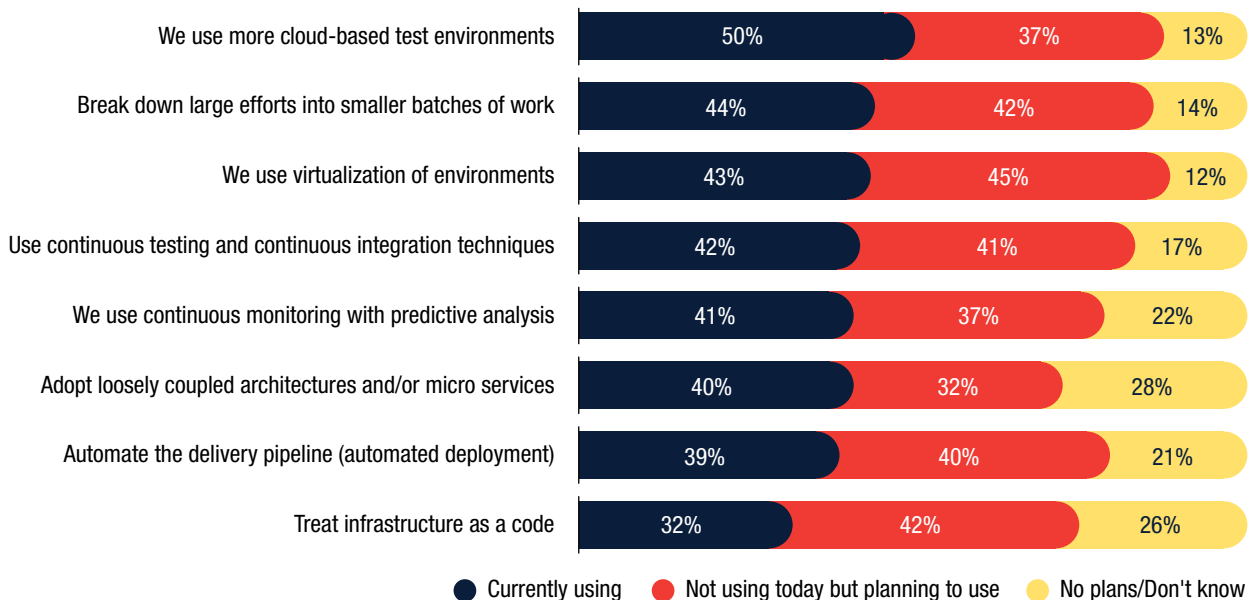 We use more cloud-based test environments 50% 37% 13%
Break down large efforts into smaller batches of work 44% 42% 14%
We use virtualization of environments 43% 45% 12%
Use continuous testing and continuous integration techniques 42% 41% 17%
We use continuous monitoring with predictive analysis 41% 37% 22%
Adopt loosely coupled architectures and/or micro services 40% 32% 28%
Automate the delivery pipeline (automated deployment) 39% 40% 21%
Treat infrastructure as a code 32% 42% 26%
Currently using Not using today but planning to use No plans/Don't know